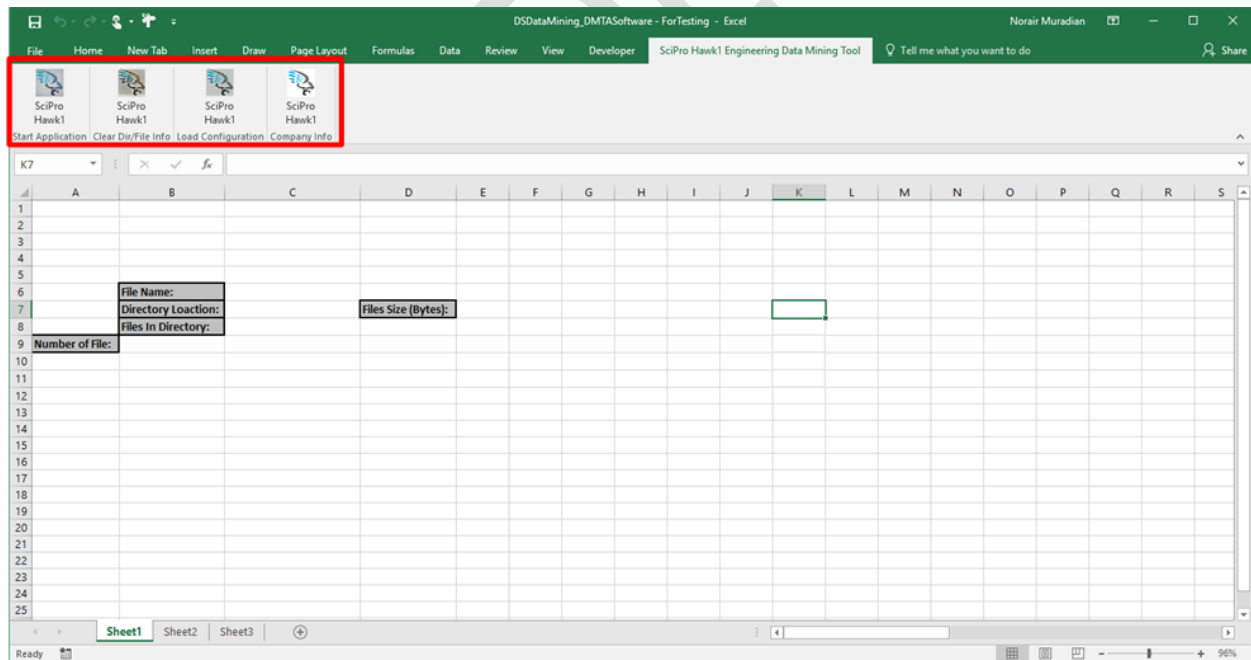 DSDataMining_DMTASoftware - ForTesting - Excel Norair Muradian
File Home New Tab Insert Draw Page Layout Formulas Data Review View Developer SciPro Hawk1 Engineering Data Mining Tool Tell me what you want to do Share
SciPro SciPro SciPro SciPro
Hawk1 Hawk1 Hawk1 Hawk1
Start Application Clear Dir/File Info Load Configuration Company Info
K7 fx
A B C D E F G H I J K L M N O P Q R S
1
2
3
4
5
6 File Name:
7 Directory Loaction: Files Size (Bytes):
8 Files In Directory:
9 Number of File:
10
11
12
13
14
15
16
17
18
19
20
21
22
23
24
25
Sheet1 Sheet2 Sheet3
Ready 96%